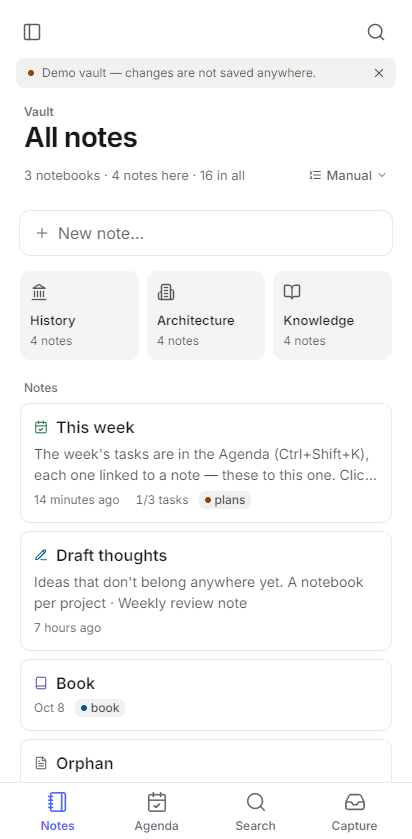 Demo vault — changes are not saved anywhere.
Vault
All notes
3 notebooks · 4 notes here · 16 in all
Manual
New note...
History
4 notes
Architecture
4 notes
Knowledge
4 notes
Notes
This week
The week's tasks are in the Agenda (Ctrl+Shift+K),
each one linked to a note — these to this one. Clic...
14 minutes ago 1/3 tasks plans
Draft thoughts
Ideas that don't belong anywhere yet. A notebook
per project · Weekly review note
7 hours ago
Book
Oct 8 book
Orphan
Notes
Agenda
Search
Capture